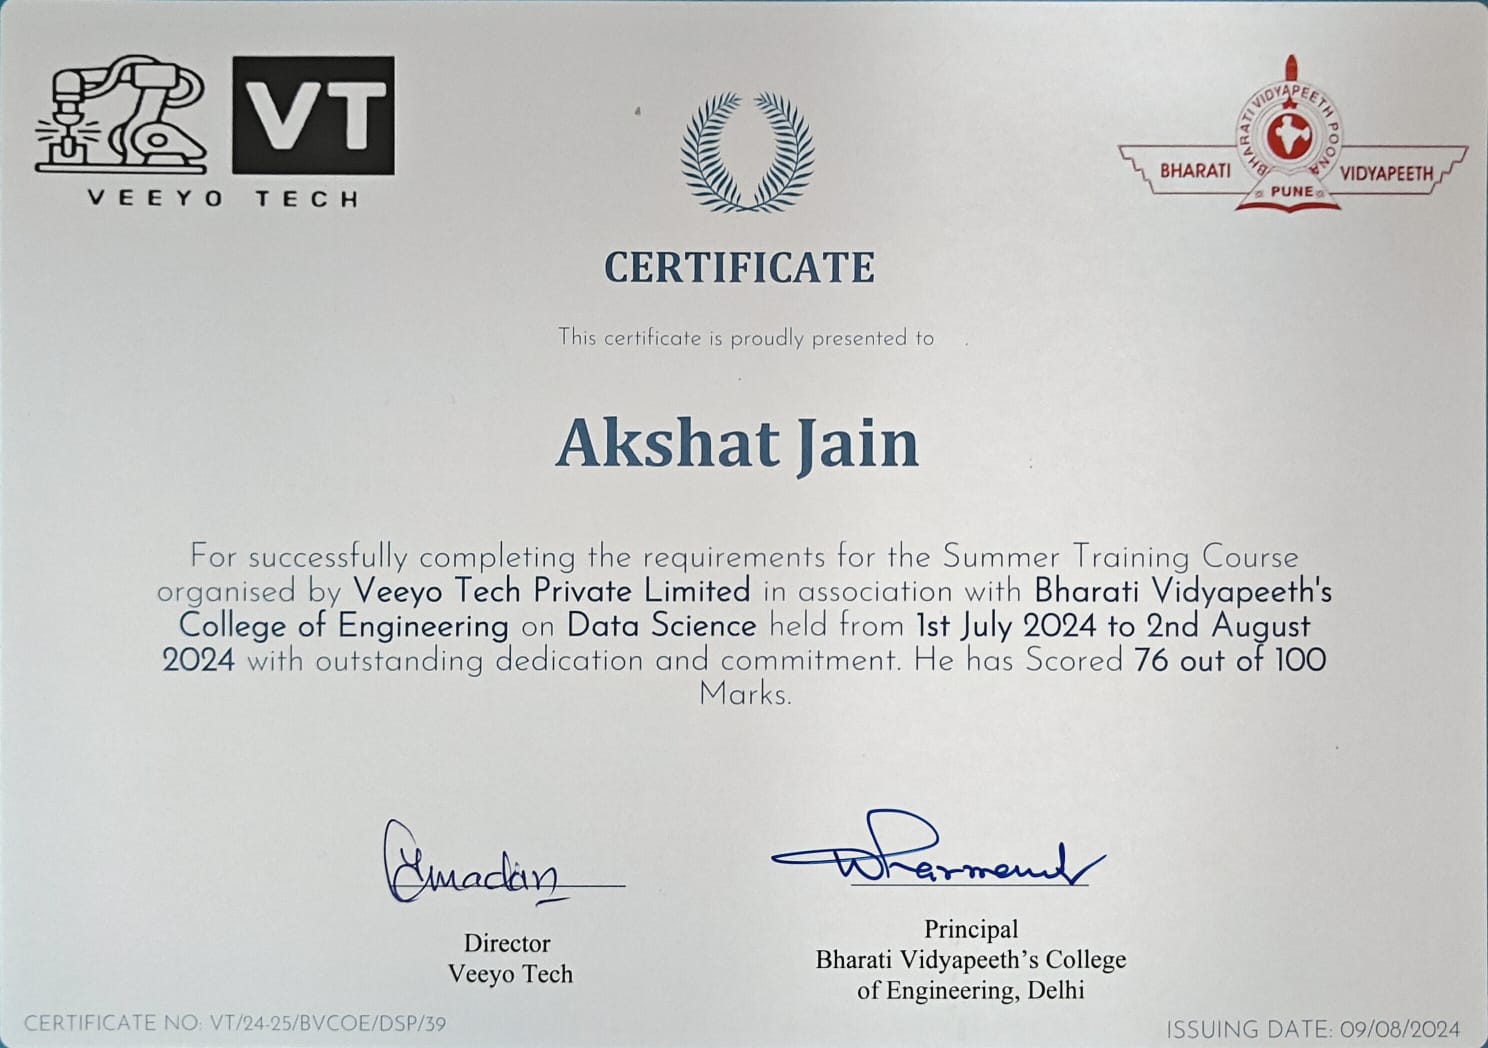 VT
VEEYO TECH
BHARATI VIDYAPEETH POONA
BHARATI
VIDYAPEETH
PUNE
CERTIFICATE
This certificate is proudly presented to
Akshat Jain
For successfully completing the requirements for the Summer Training Course
organised by Veeyo Tech Private Limited in association with Bharati Vidyapeeth's
College of Engineering on Data Science held from 1st July 2024 to 2nd August
2024 with outstanding dedication and commitment. He has Scored 76 out of 100
Marks.
Director
Veeyo Tech
Principal
Bharati Vidyapeeth’s College
of Engineering, Delhi
CERTIFICATE NO: VT/24-25/BVCOE/DSP/39
ISSUING DATE: 09/08/2024